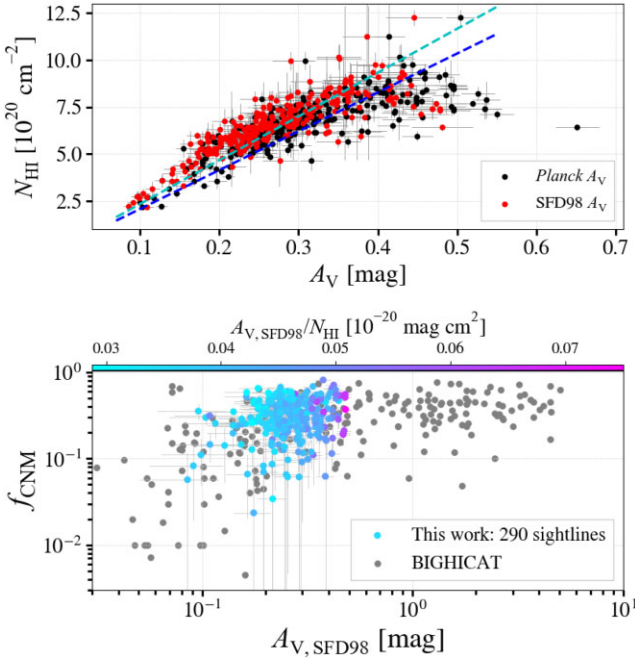 12.5
10.0
7.5
5.0
2.5
N_HI [10^20 cm^−2]
Planck A_V
SFD98 A_V
0.1 0.2 0.3 0.4 0.5 0.6 0.7
A_V [mag]
A_V, SFD98/N_HI [10^−20 mag cm^2]
0.03 0.04 0.05 0.06 0.07
10^0
10^−1
10^−2
f_CNM
This work: 290 sightlines
BIGHICAT
10^−1 10^0 10^1
A_V, SFD98 [mag]